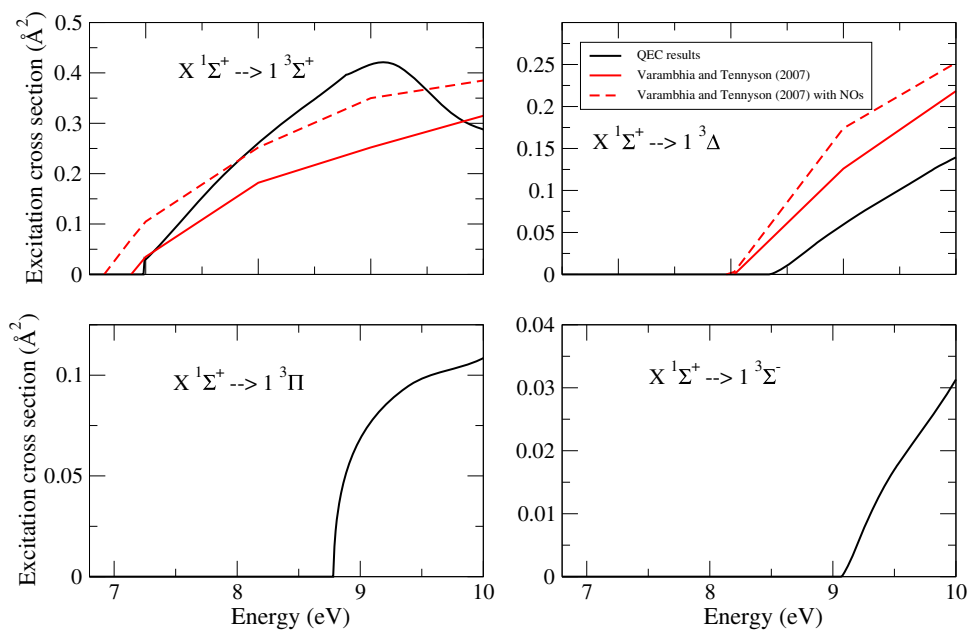 Excitation cross section (Å²)
0.5
0.4
0.3
0.2
0.1
0
X ¹Σ⁺ --> 1 ³Σ⁺
0.25
0.2
0.15
0.1
0.05
0
QEC results
Varambhia and Tennyson (2007)
Varambhia and Tennyson (2007) with NOs
X ¹Σ⁺ --> 1 ³Δ
Excitation cross section (Å²)
0.1
0.05
0
X ¹Σ⁺ --> 1 ³Π
7 8 9 10
Energy (eV)
0.04
0.03
0.02
0.01
0
X ¹Σ⁺ --> 1 ³Σ⁻
7 8 9 10
Energy (eV)